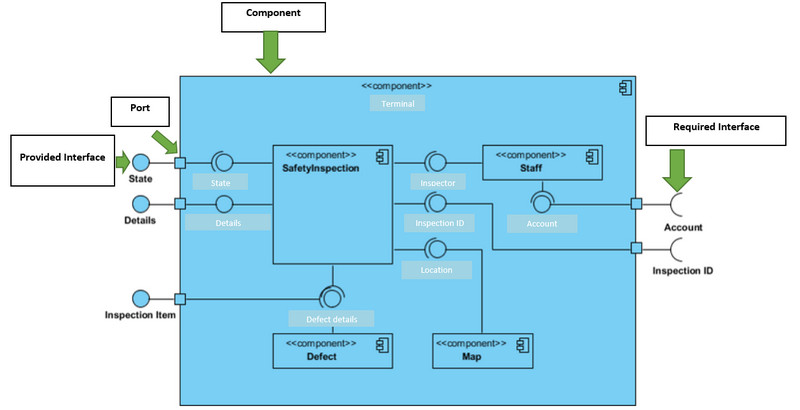 Component
<<component>>
Terminal
Port
Required Interface
Provided Interface
<<component>>
SafetyInspection
<<component>>
Staff
State
State
Inspector
Details
Details
Inspection ID
Account
Account
Location
Inspection ID
Inspection Item
Defect details
<<component>>
Defect
<<component>>
Map